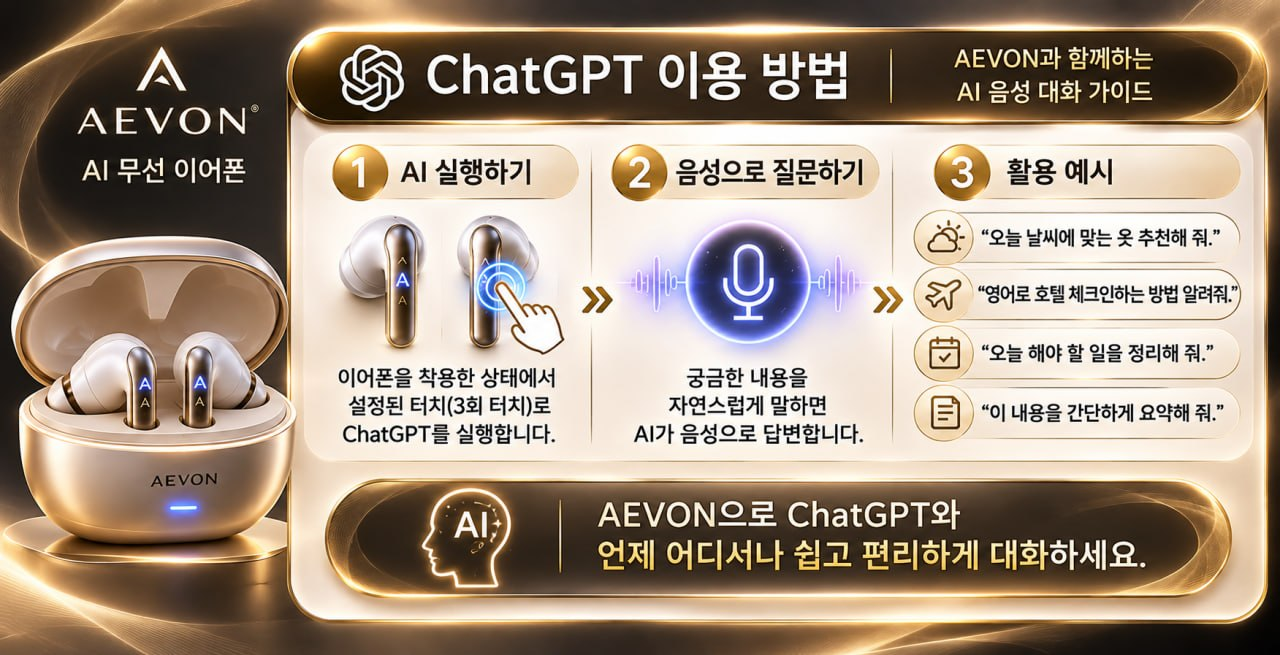 AEVON®
AI 무선 이어폰
AEVON
ChatGPT 이용 방법
AEVON과 함께하는
AI 음성 대화 가이드
1 AI 실행하기
이어폰을 착용한 상태에서
설정된 터치(3회 터치)로
ChatGPT를 실행합니다.
2 음성으로 질문하기
궁금한 내용을
자연스럽게 말하면
AI가 음성으로 답변합니다.
3 활용 예시
“오늘 날씨에 맞는 옷 추천해 줘.”
“영어로 호텔 체크인하는 방법 알려줘.”
“오늘 해야 할 일을 정리해 줘.”
“이 내용을 간단하게 요약해 줘.”
AI
AEVON으로 ChatGPT와
언제 어디서나 쉽고 편리하게 대화하세요.